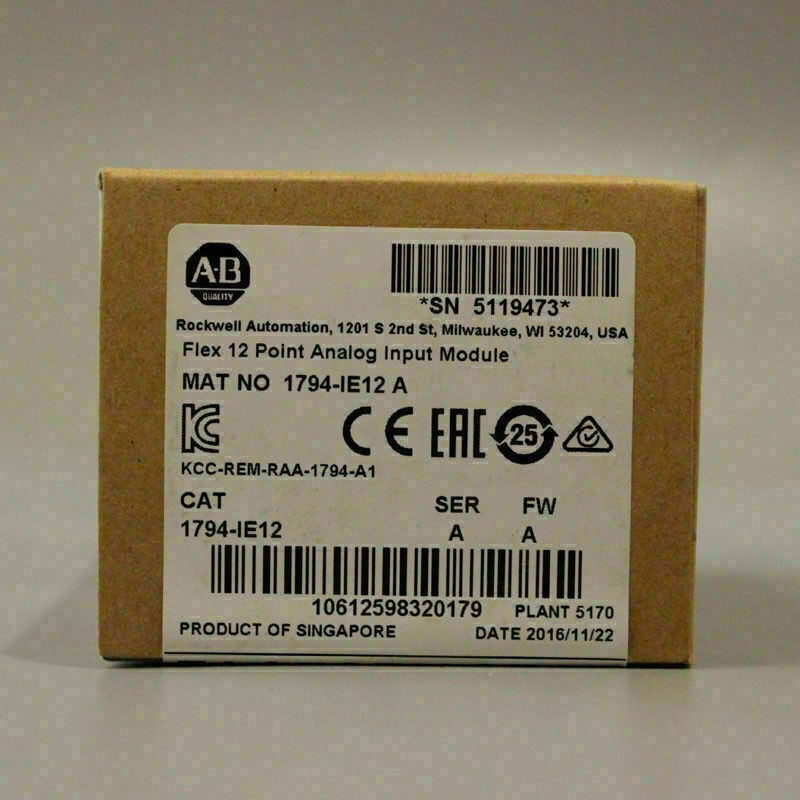 A-B
QUALITY
*SN 5119473*
Rockwell Automation, 1201 S 2nd St, Milwaukee, WI 53204, USA
Flex 12 Point Analog Input Module
MAT NO 1794-IE12 A
KC CE EAC 25
KCC-REM-RAA-1794-A1
CAT SER FW
1794-IE12 A A
10612598320179 PLANT 5170
PRODUCT OF SINGAPORE DATE 2016/11/22